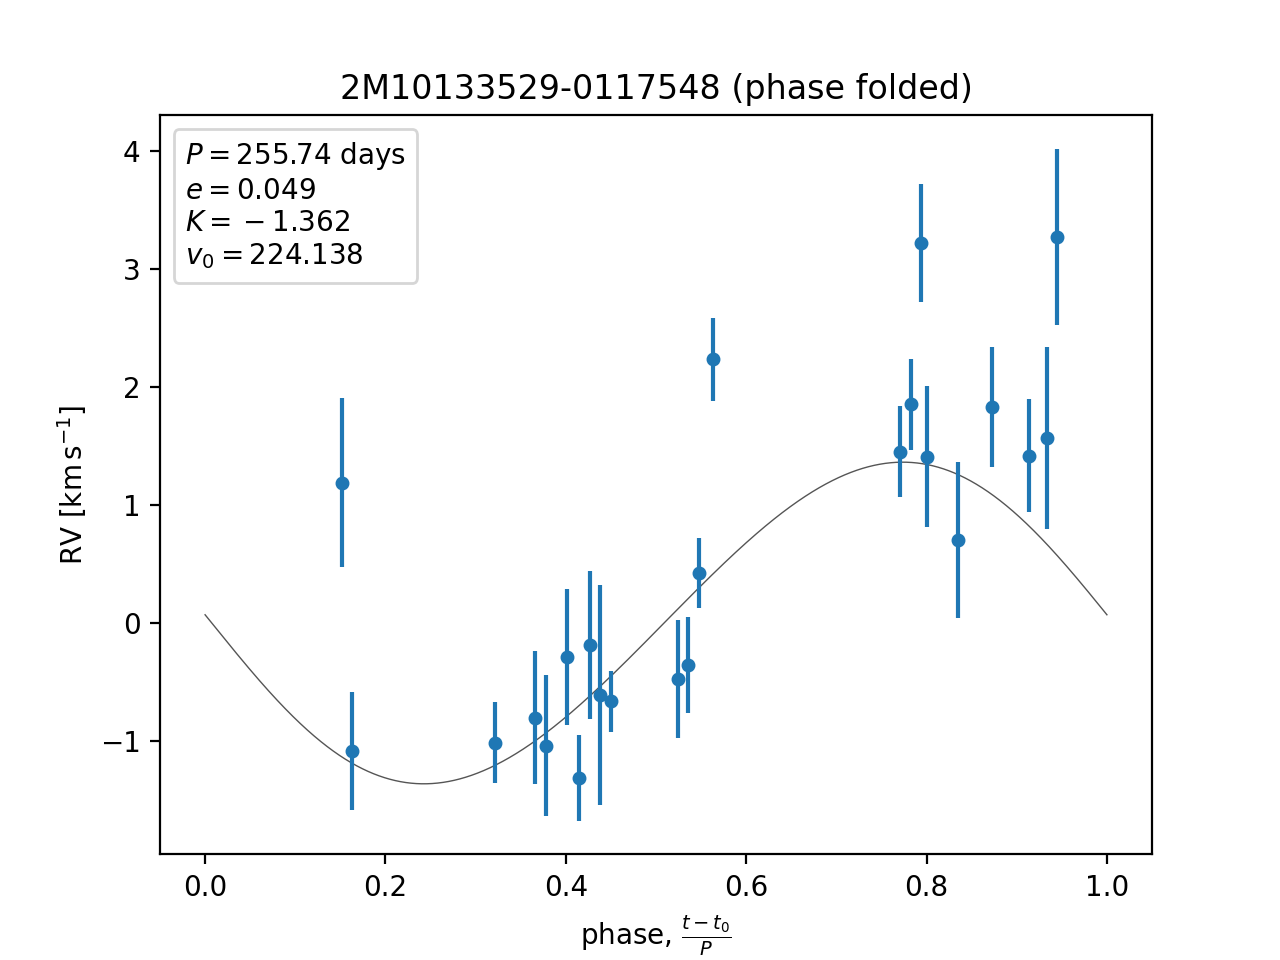 2M10133529-0117548 (phase folded)
P = 255.74 days
e = 0.049
K = −1.362
v₀ = 224.138
RV [km s⁻¹]
4
3
2
1
0
−1
0.0 0.2 0.4 0.6 0.8 1.0
phase, (t − t₀)/P